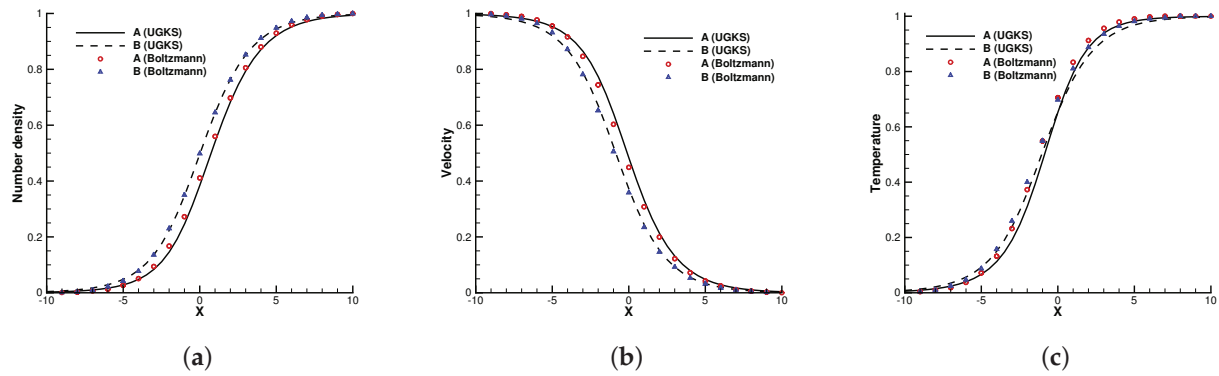 Number density
1
0.8
0.6
0.4
0.2
0
-10
-5
0
5
10
X
A (UGKS)
B (UGKS)
A (Boltzmann)
B (Boltzmann)
(a)
Velocity
1
0.8
0.6
0.4
0.2
0
-10
-5
0
5
10
X
A (UGKS)
B (UGKS)
A (Boltzmann)
B (Boltzmann)
(b)
Temperature
1
0.8
0.6
0.4
0.2
0
-10
-5
0
5
10
X
A (UGKS)
B (UGKS)
A (Boltzmann)
B (Boltzmann)
(c)